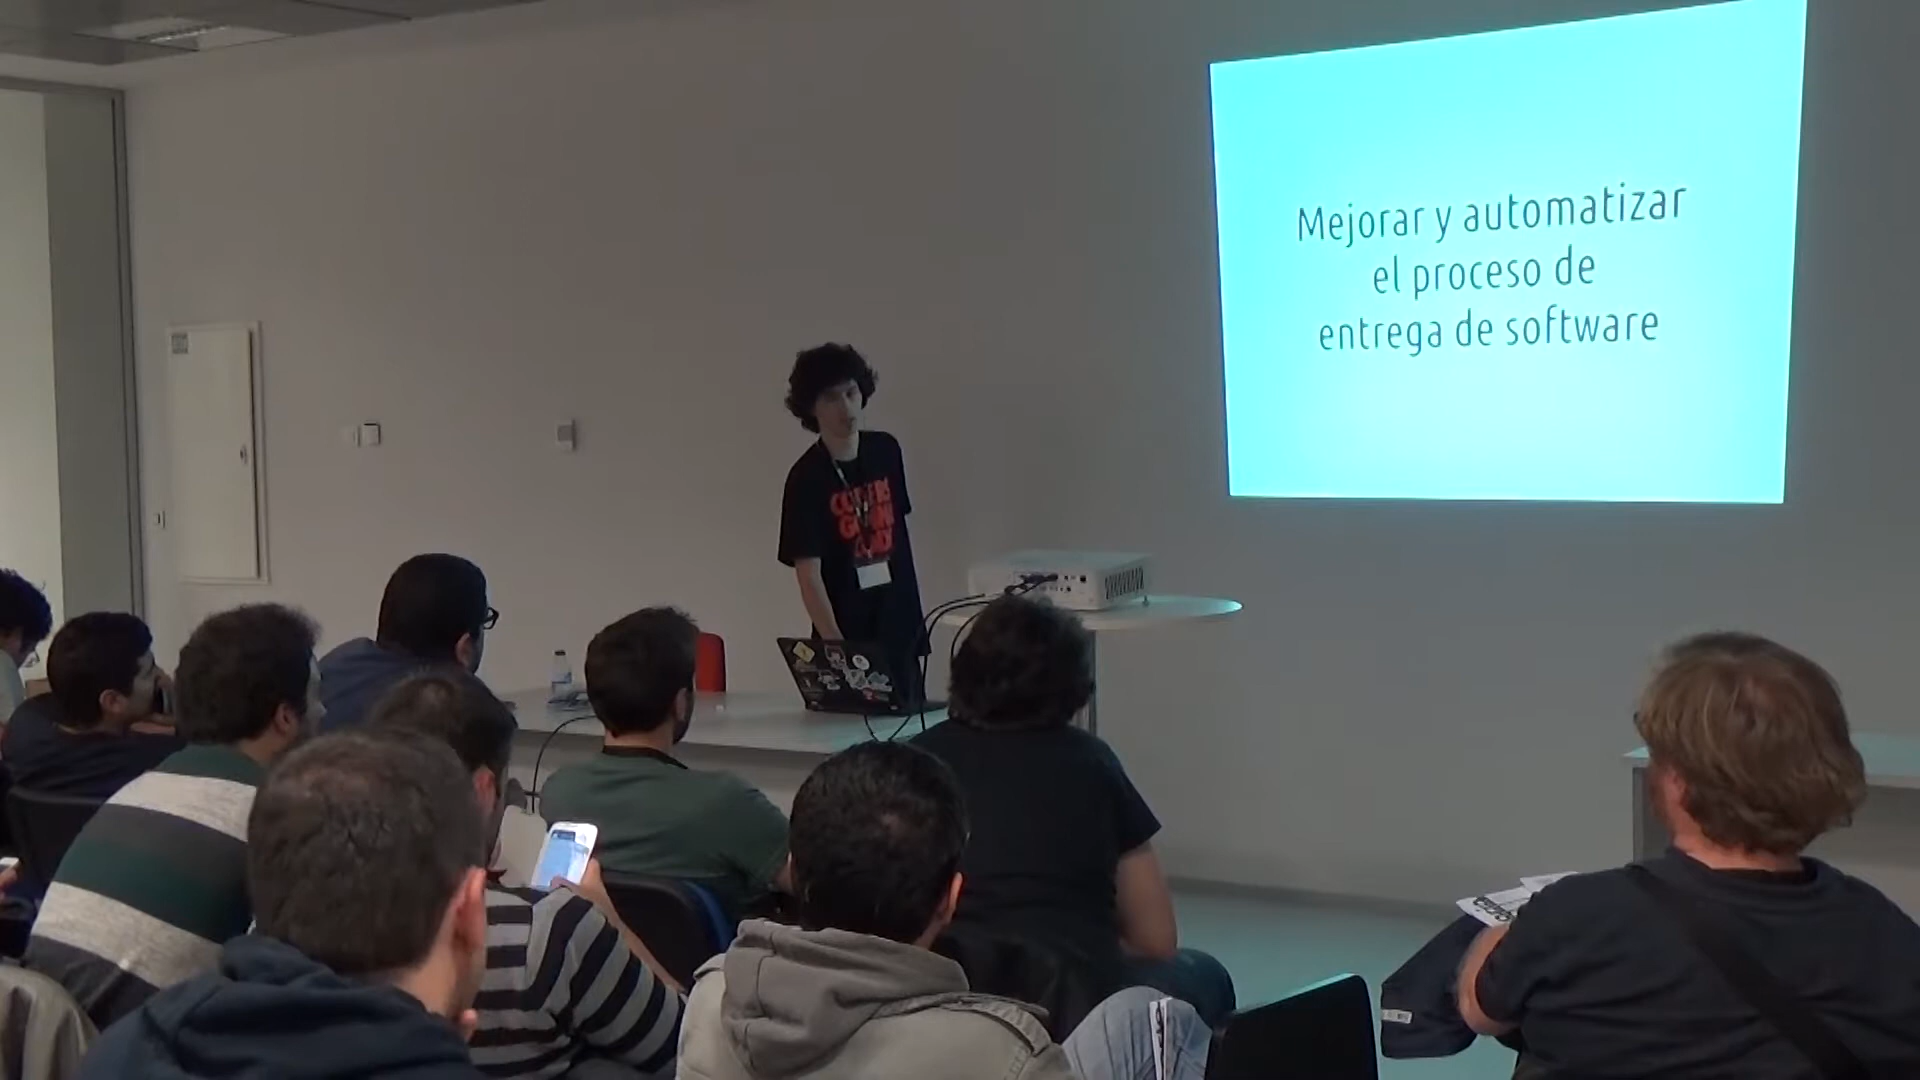 Mejorar y automatizar
el proceso de
entrega de software